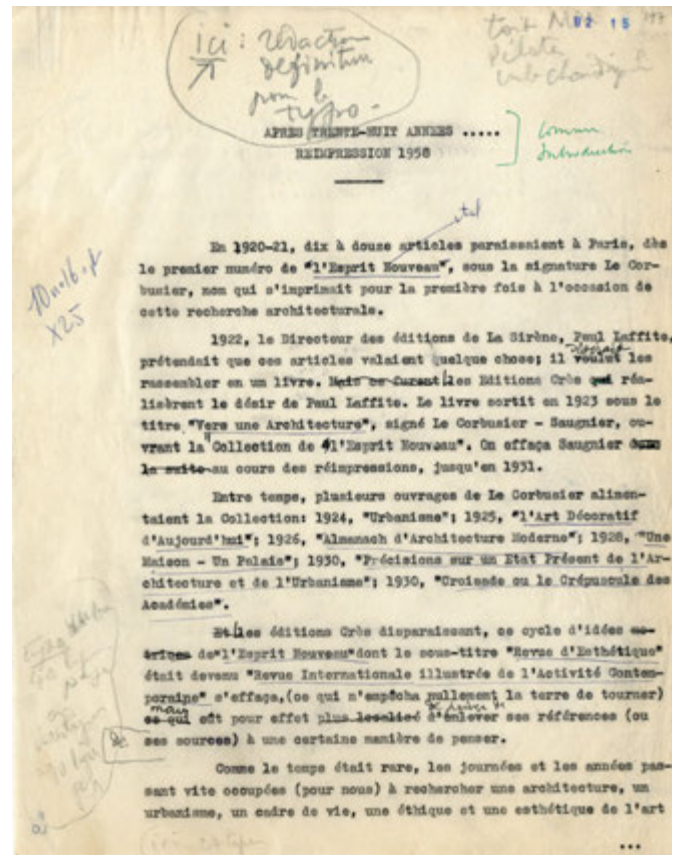 ici : rédaction
définitive
pour le
typo -
B2 15
APRES TRENTE-HUIT ANNEES .....
REIMPRESSION 1958
introduction
ital
En 1920-21, dix à douze articles paraissaient à Paris, dès
le premier numéro de "l'Esprit Nouveau", sous la signature Le Cor-
busier, nom qui s'imprimait pour la première fois à l'occasion de
cette recherche architecturale.
X25
1922, le Directeur des éditions de La Sirène, Paul Laffite,
prétendait que ces articles valaient quelque chose; il voulut les
rassembler en un livre. Mais ce furent les Editions Crès qui réa-
lisèrent le désir de Paul Laffite. Le livre sortit en 1923 sous le
titre "Vers une Architecture", signé Le Corbusier - Saugnier, ou-
vrant la "Collection de l'Esprit Nouveau". On effaça Saugnier dans
la suite au cours des réimpressions, jusqu'en 1931.
Entre temps, plusieurs ouvrages de Le Corbusier alimen-
taient la Collection: 1924, "Urbanisme"; 1925, "l'Art Décoratif
d'Aujourd'hui"; 1926, "Almanach d'Architecture Moderne"; 1928, "Une
Maison - Un Palais"; 1930, "Précisions sur un Etat Présent de l'Ar-
chitecture et de l'Urbanisme"; 1930, "Croisade ou le Crépuscule des
Académies".
Et les éditions Crès disparaissant, ce cycle d'idées
de "l'Esprit Nouveau" dont le sous-titre "Revue d'Esthétique"
était devenu "Revue Internationale illustrée de l'Activité Contem-
poraine" s'effaça, (ce qui n'empêcha nullement la terre de tourner)
mais
ce qui eût pour effet plus localisé d'enlever ses références (ou
ses sources) à une certaine manière de penser.
Comme le temps était rare, les journées et les années pas-
sant vite occupées (pour nous) à rechercher une architecture, un
urbanisme, un cadre de vie, une éthique et une esthétique de l'art
...